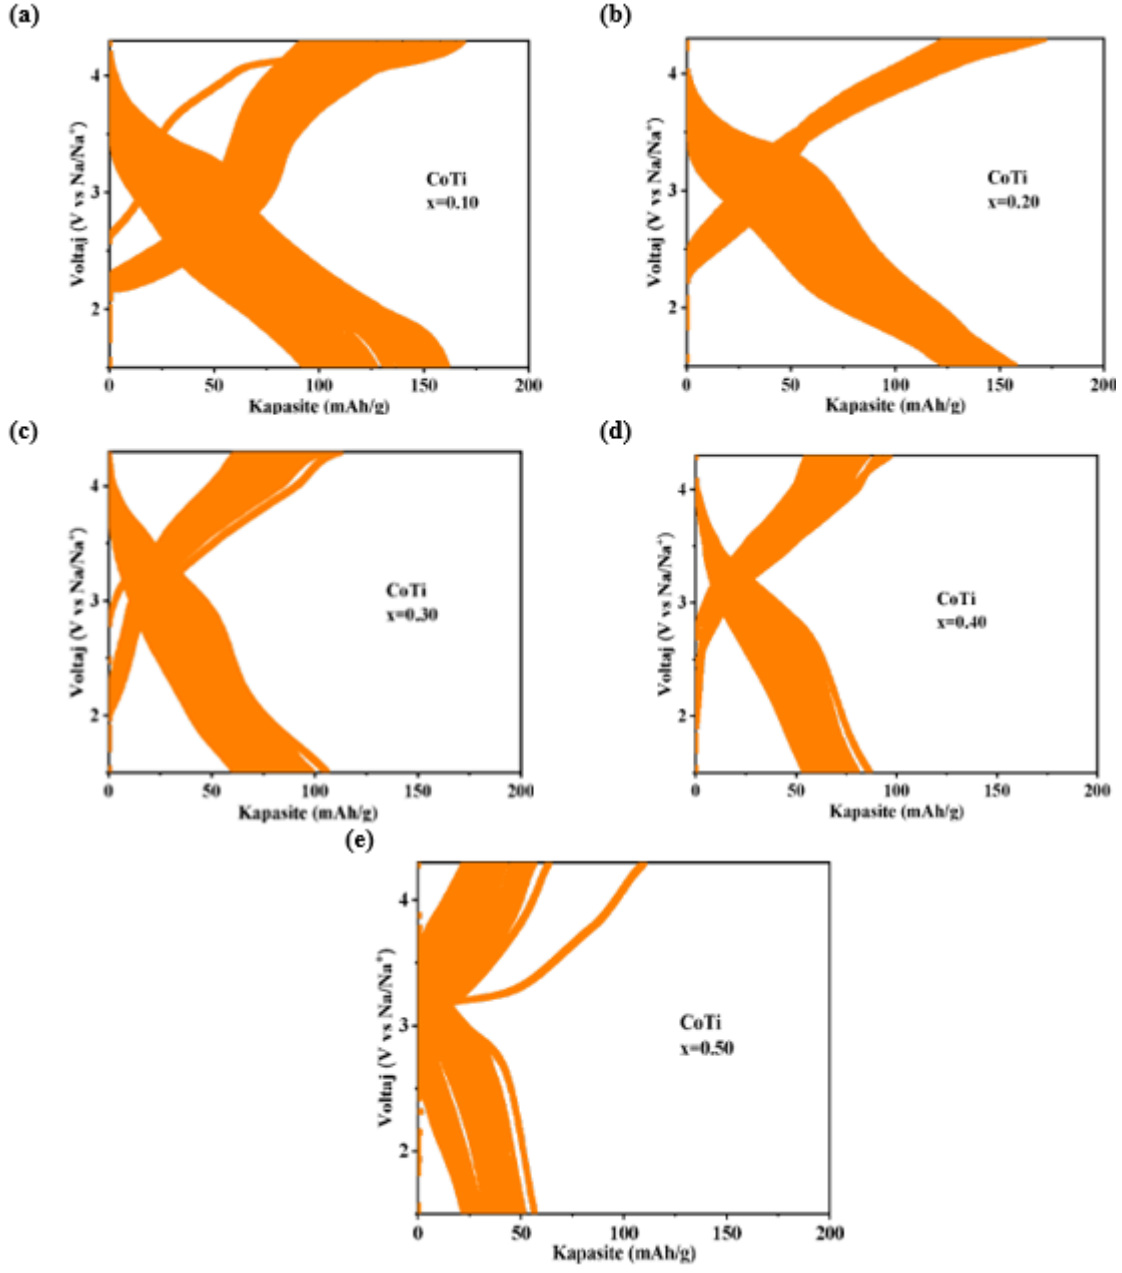 (a)
(b)
4
3
2
0
50
100
150
200
Voltaj (V vs Na/Na⁺)
Kapasite (mAh/g)
CoTi
x=0.10
4
3
2
0
50
100
150
200
Voltaj (V vs Na/Na⁺)
Kapasite (mAh/g)
CoTi
x=0.20
(c)
(d)
4
3
2
0
50
100
150
200
Voltaj (V vs Na/Na⁺)
Kapasite (mAh/g)
CoTi
x=0.30
4
3
2
0
50
100
150
200
Voltaj (V vs Na/Na⁺)
Kapasite (mAh/g)
CoTi
x=0.40
(e)
4
3
2
0
50
100
150
200
Voltaj (V vs Na/Na⁺)
Kapasite (mAh/g)
CoTi
x=0.50